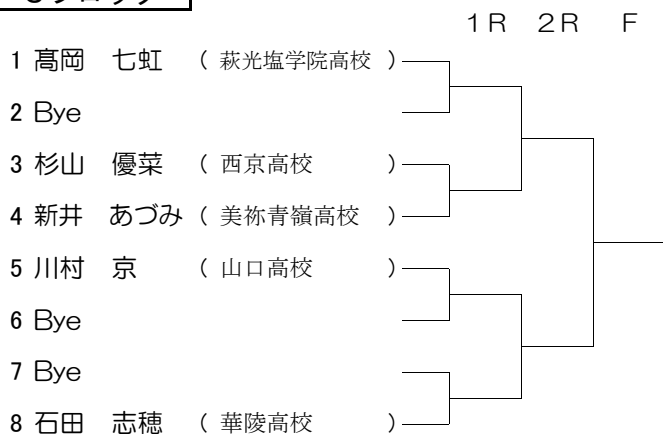 1R 2R F
1 髙岡 七虹 ( 萩光塩学院高校 )
2 Bye
3 杉山 優菜 ( 西京高校 )
4 新井 あづみ ( 美祢青嶺高校 )
5 川村 京 ( 山口高校 )
6 Bye
7 Bye
8 石田 志穂 ( 華陵高校 )